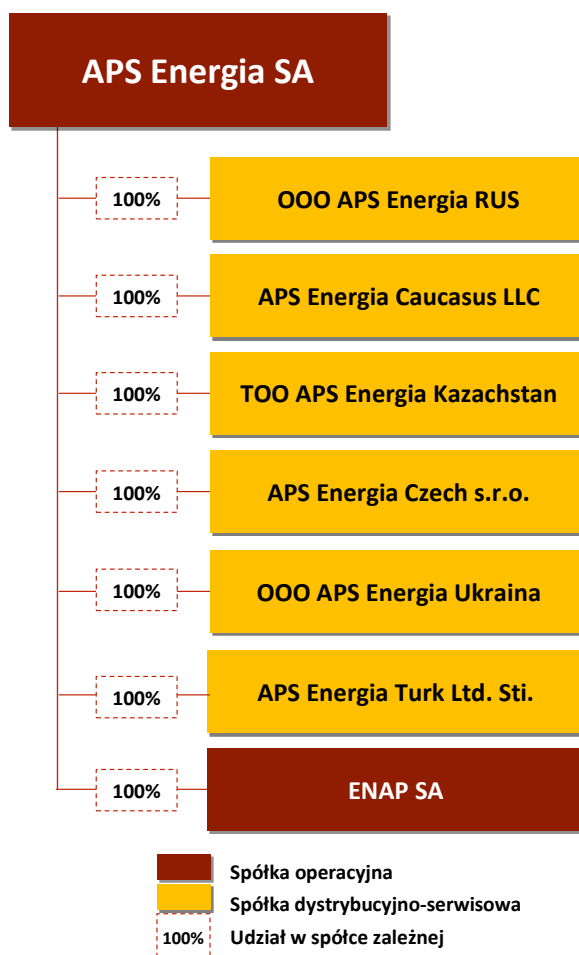 APS Energia SA
100%
OOO APS Energia RUS
100%
APS Energia Caucasus LLC
100%
TOO APS Energia Kazachstan
100%
APS Energia Czech s.r.o.
100%
OOO APS Energia Ukraina
100%
APS Energia Turk Ltd. Sti.
100%
ENAP SA
Spółka operacyjna
Spółka dystrybucyjno-serwisowa
100% Udział w spółce zależnej